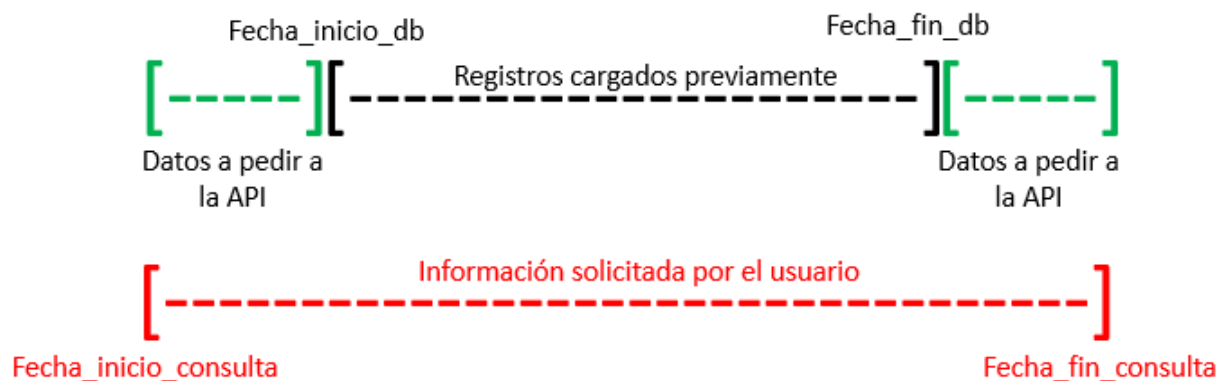 Fecha_inicio_db
Fecha_fin_db
Registros cargados previamente
Datos a pedir a
la API
Datos a pedir a
la API
Información solicitada por el usuario
Fecha_inicio_consulta
Fecha_fin_consulta